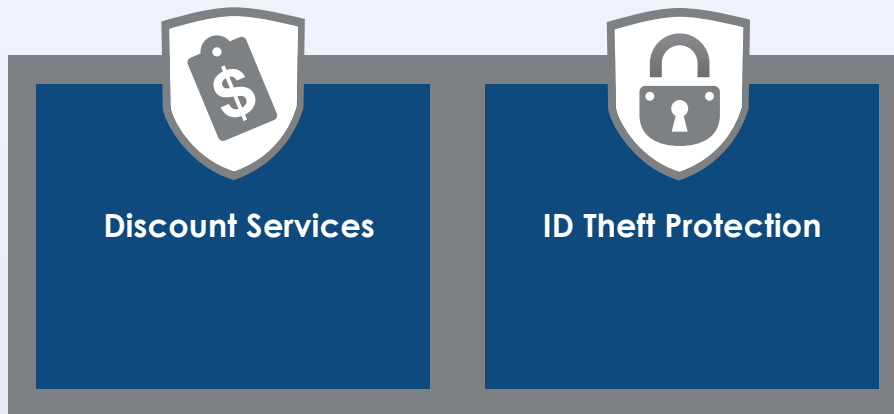 $
Discount Services
ID Theft Protection